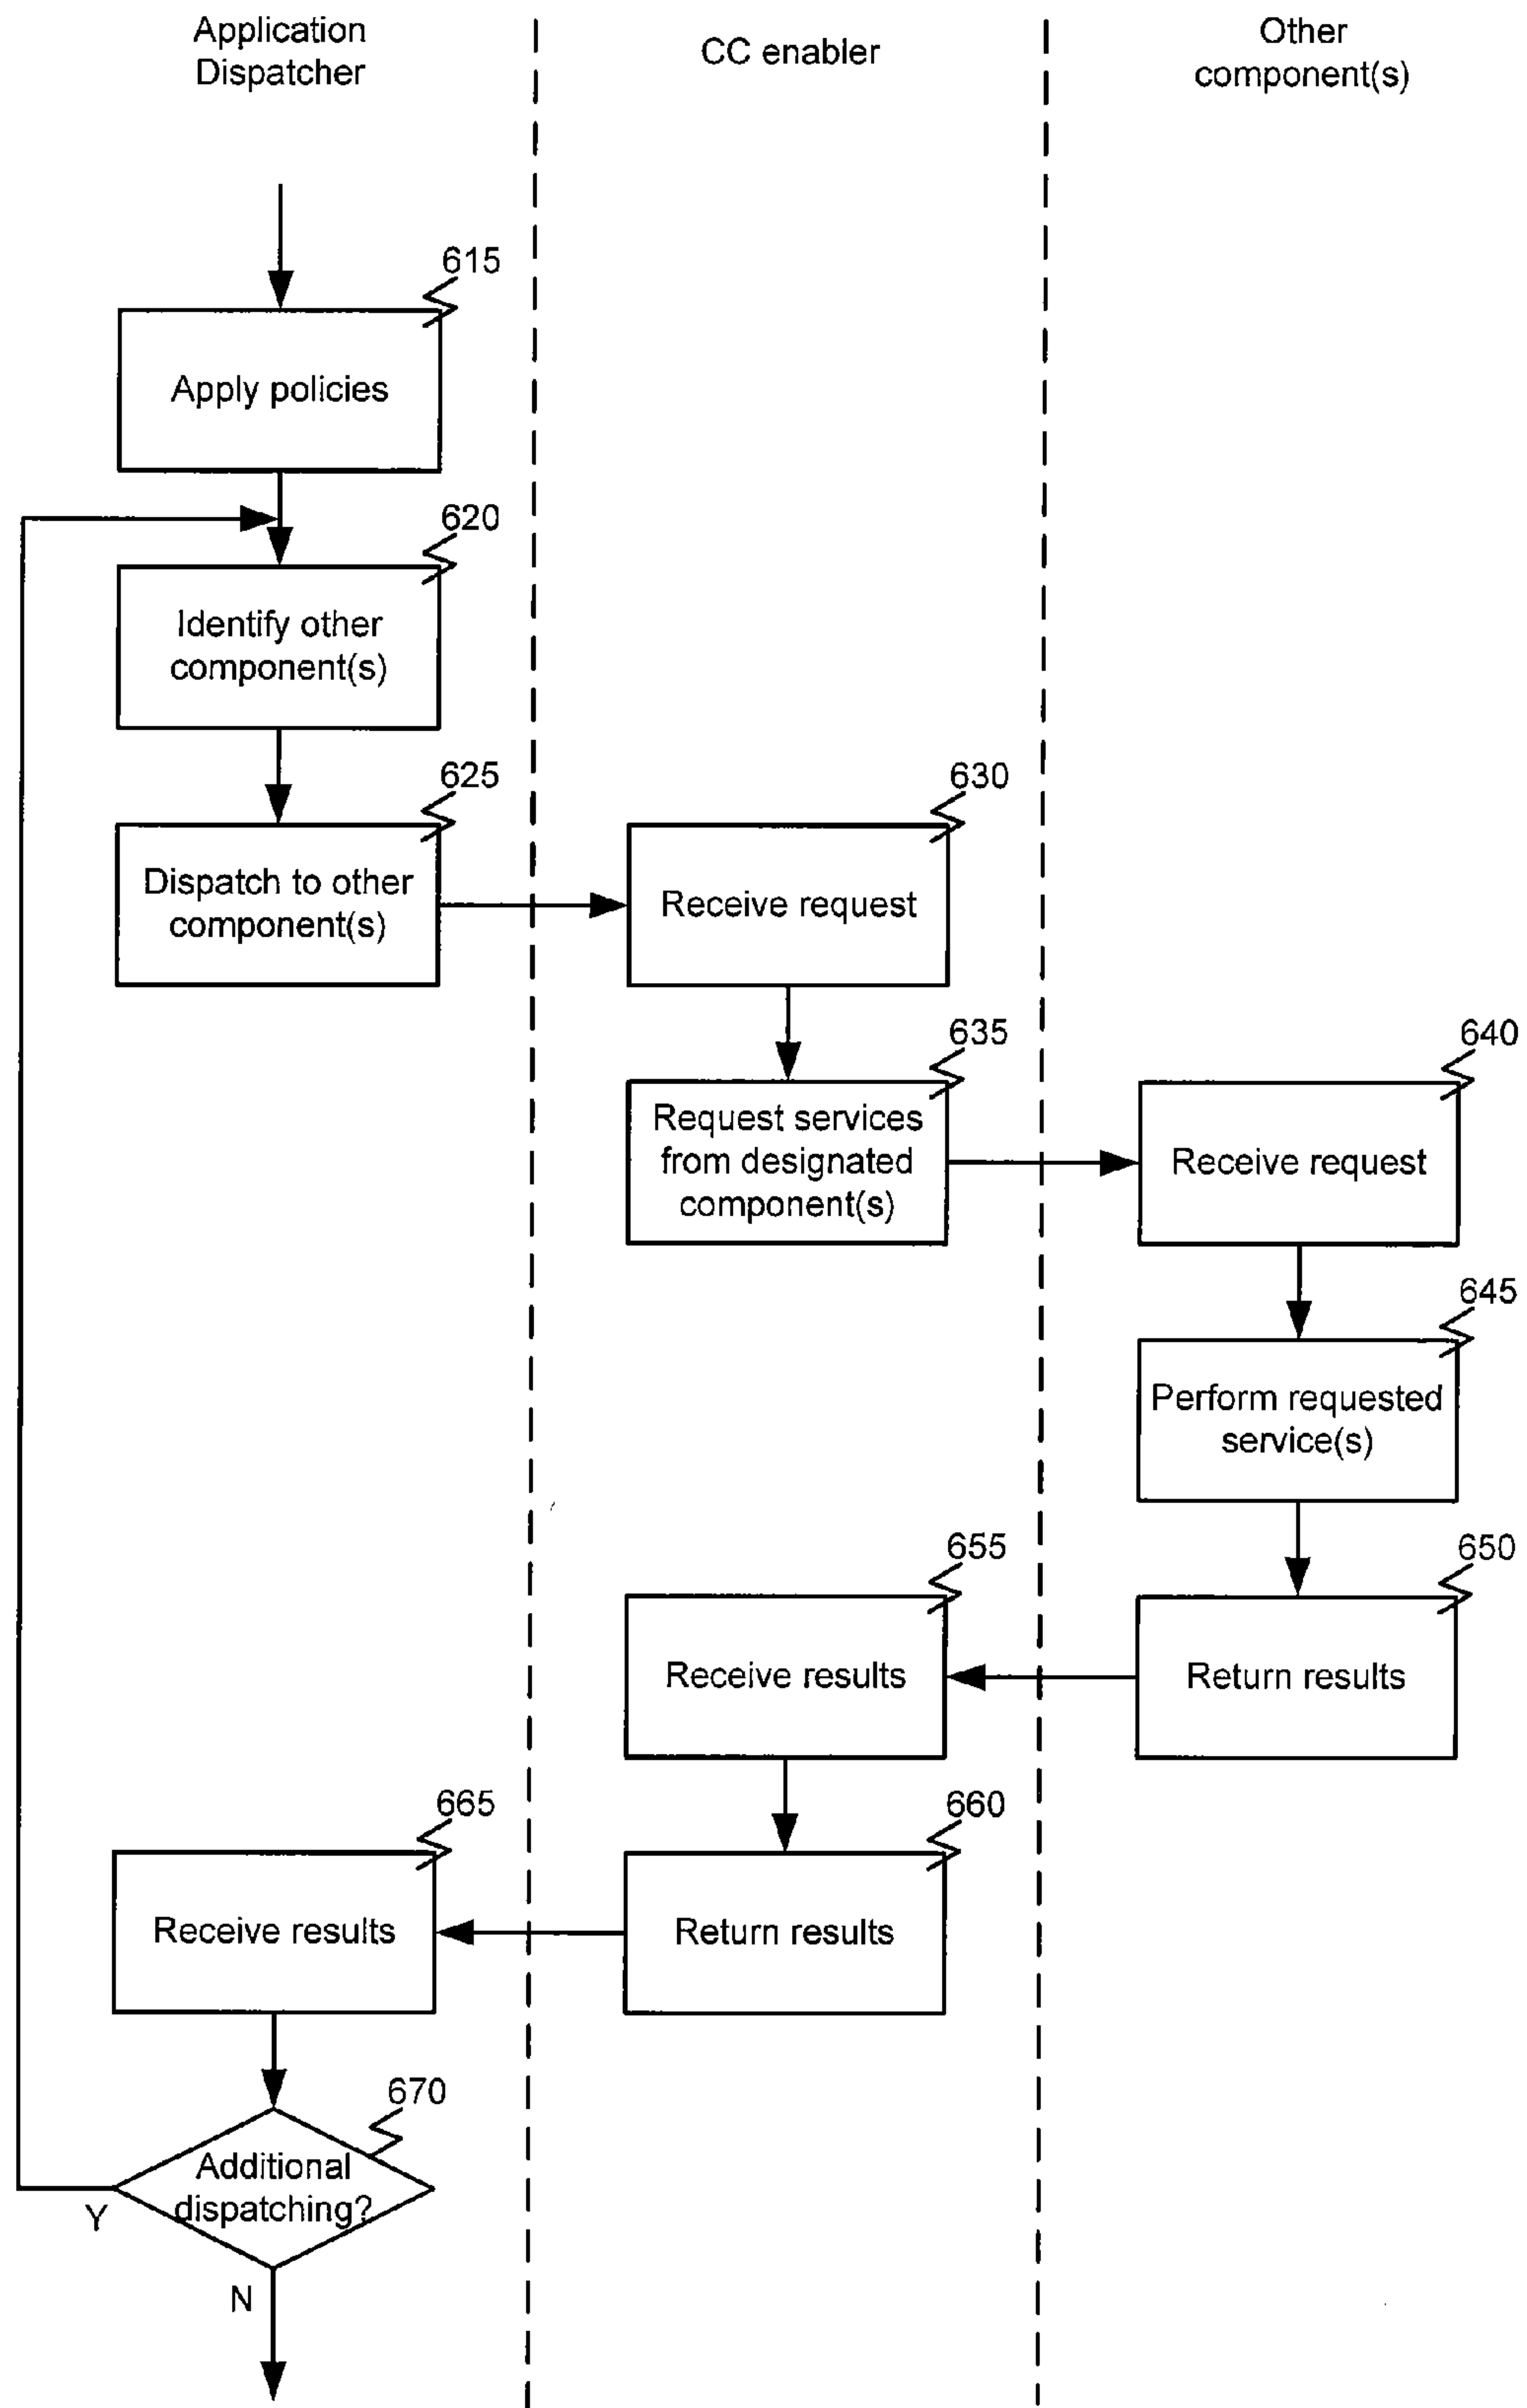 Application
Dispatcher
CC enabler
Other
component(s)
615
Apply policies
620
Identify other
component(s)
625
Dispatch to other
component(s)
630
Receive request
635
Request services
from designated
component(s)
640
Receive request
645
Perform requested
service(s)
650
Return results
655
Receive results
660
Return results
665
Receive results
670
Additional
dispatching?
Y
N